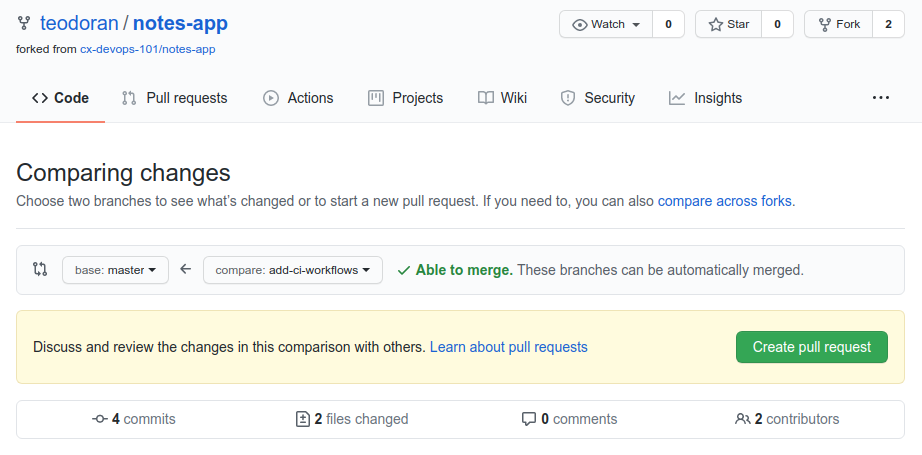 teodoran / notes-app Watch 0 Star 0 Fork 2
forked from cx-devops-101/notes-app
Code Pull requests Actions Projects Wiki Security Insights ...
Comparing changes
Choose two branches to see what's changed or to start a new pull request. If you need to, you can also compare across forks.
base: master compare: add-ci-workflows Able to merge. These branches can be automatically merged.
Discuss and review the changes in this comparison with others. Learn about pull requests Create pull request
4 commits 2 files changed 0 comments 2 contributors